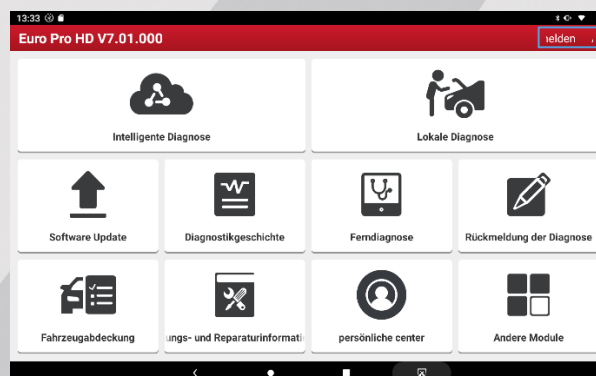 13:33
Euro Pro HD V7.01.000
ıelden
Intelligente Diagnose
Lokale Diagnose
Software Update
Diagnostikgeschichte
Ferndiagnose
Rückmeldung der Diagnose
Fahrzeugabdeckung
ungs- und Reparaturinformati
persönliche center
Andere Module